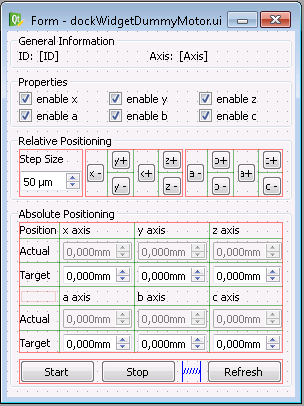 Form - dockWidgetDummyMotor.ui
General Information
ID: [ID] Axis: [Axis]
Properties
enable x enable y enable z
enable a enable b enable c
Relative Positioning
Step Size
y+ z+ b+ c+
x - x+ a - a+
50 µm
y - z - b - c -
Absolute Positioning
Position x axis y axis z axis
Actual 0,000mm 0,000mm 0,000mm
Target 0,000mm 0,000mm 0,000mm
a axis b axis c axis
Actual 0,000mm 0,000mm 0,000mm
Target 0,000mm 0,000mm 0,000mm
Start Stop Refresh